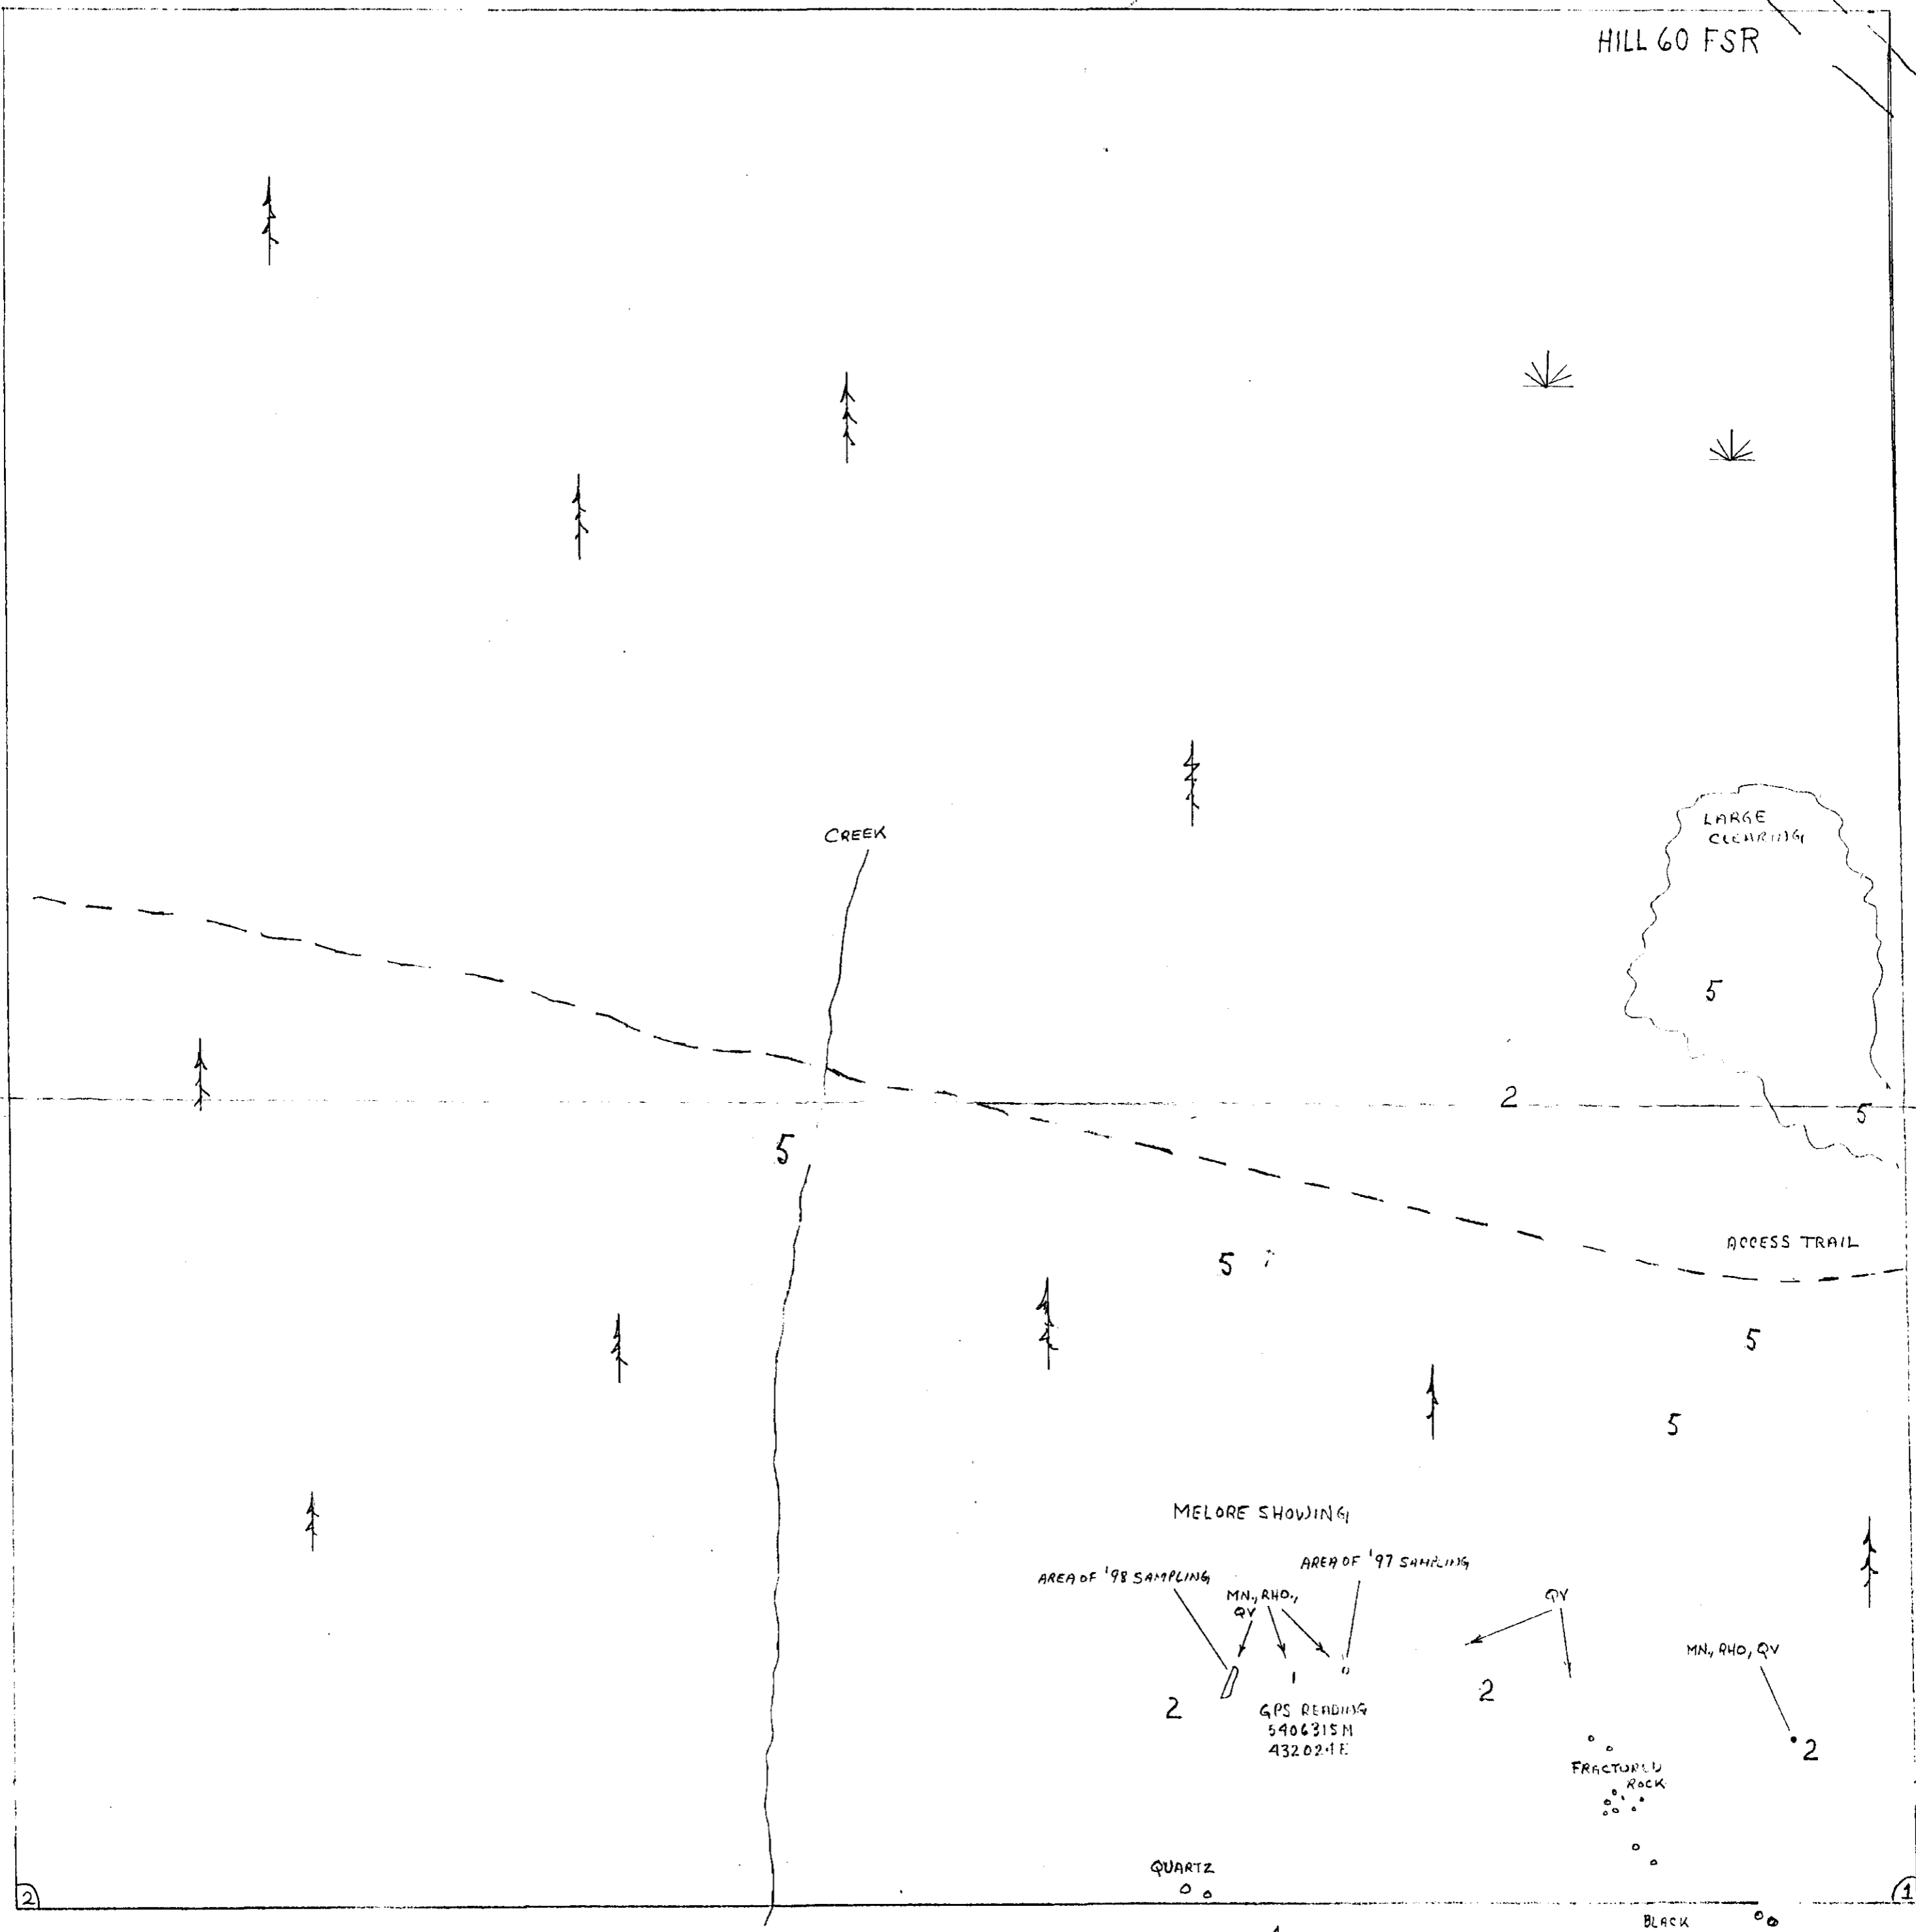 HILL 60 FSR
CREEK
LARGE
CLEARING
5
2
5
5
ACCESS TRAIL
5
5
5
MELORE SHOWING
AREA OF '98 SAMPLING
AREA OF '97 SAMPLING
MN., RHO.,
QV
QV
MN., RHO, QV
2
2
GPS READING
5406315N
2
FRACTURED
ROCK
QUARTZ
2
1
BLACK